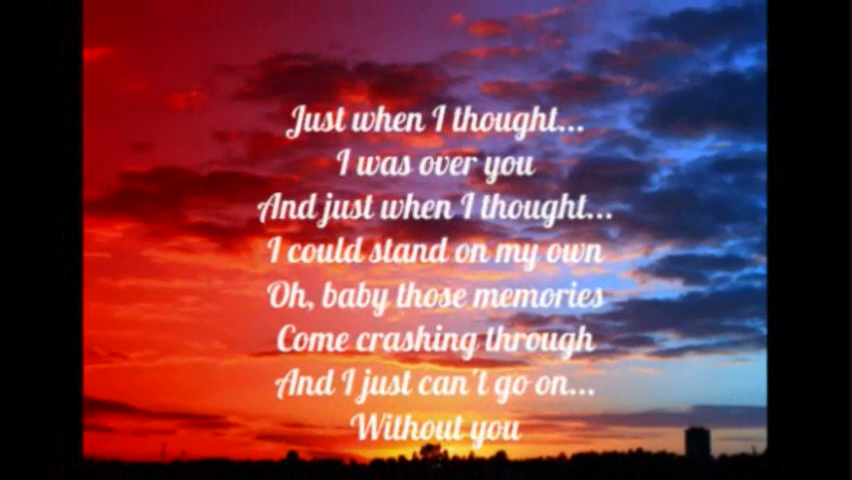 Just when I thought...
I was over you
And just when I thought...
I could stand on my own
Oh, baby those memories
Come crashing through
And I just can't go on...
Without you